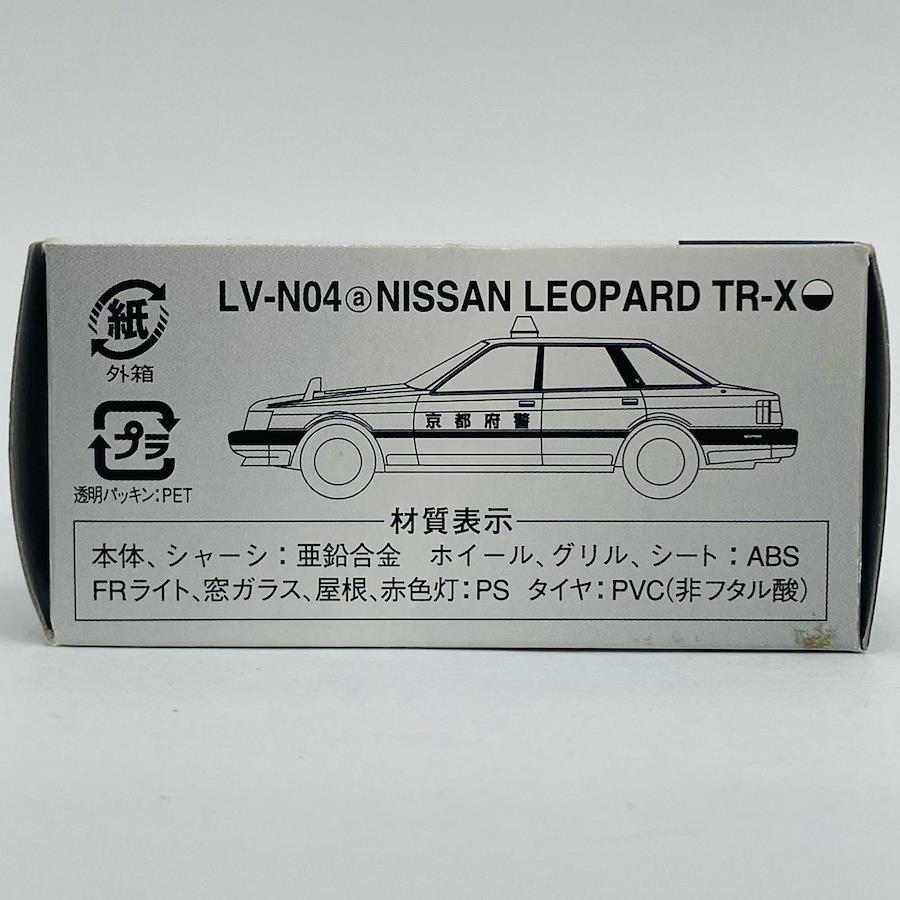 LV-N04ⓐNISSAN LEOPARD TR-X
紙
外箱
プラ
透明パッキン:PET
京都府警
材質表示
本体、シャーシ:亜鉛合金 ホイール、グリル、シート:ABS
FRライト、窓ガラス、屋根、赤色灯:PS タイヤ:PVC(非フタル酸)